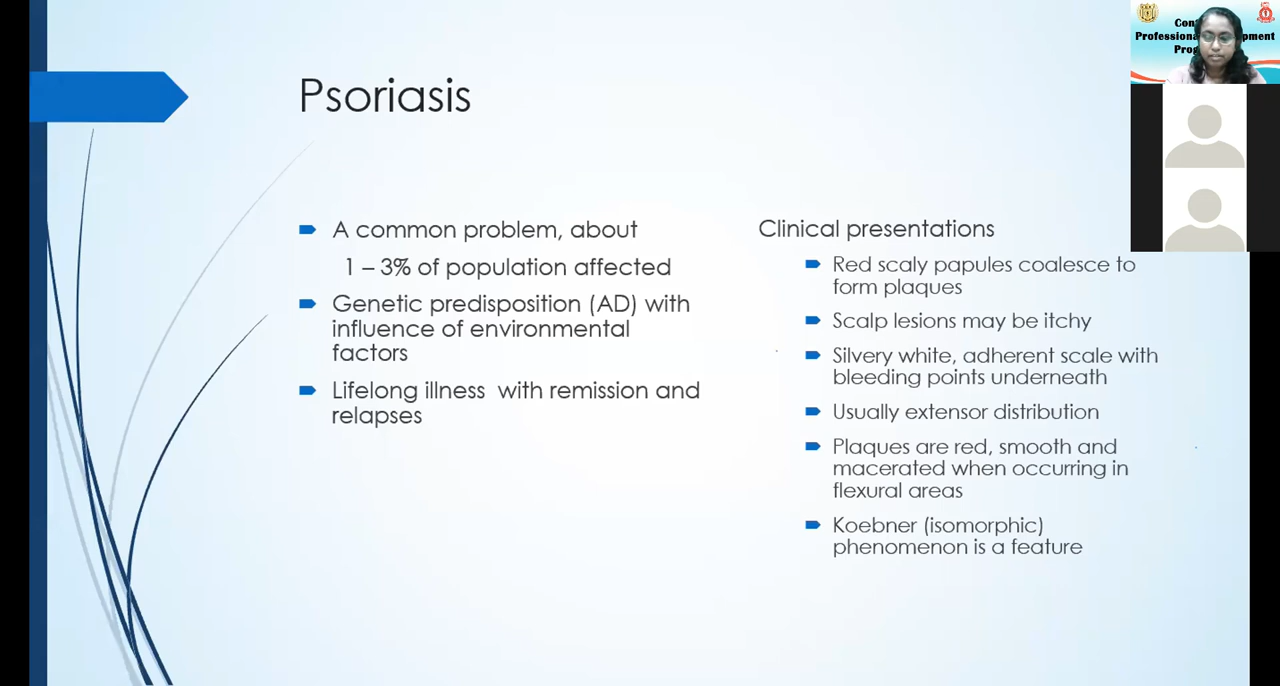 Psoriasis
A common problem, about
1 – 3% of population affected
Genetic predisposition (AD) with
influence of environmental
factors
Lifelong illness with remission and
relapses
Clinical presentations
Red scaly papules coalesce to
form plaques
Scalp lesions may be itchy
Silvery white, adherent scale with
bleeding points underneath
Usually extensor distribution
Plaques are red, smooth and
macerated when occurring in
flexural areas
Koebner (isomorphic)
phenomenon is a feature